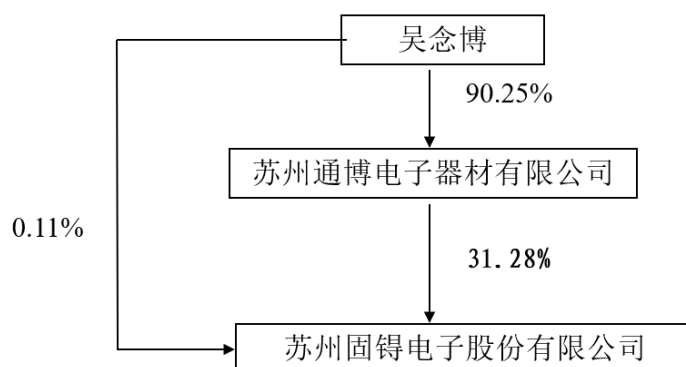 吴念博
90.25%
苏州通博电子器材有限公司
0.11%
31.28%
苏州固锝电子股份有限公司